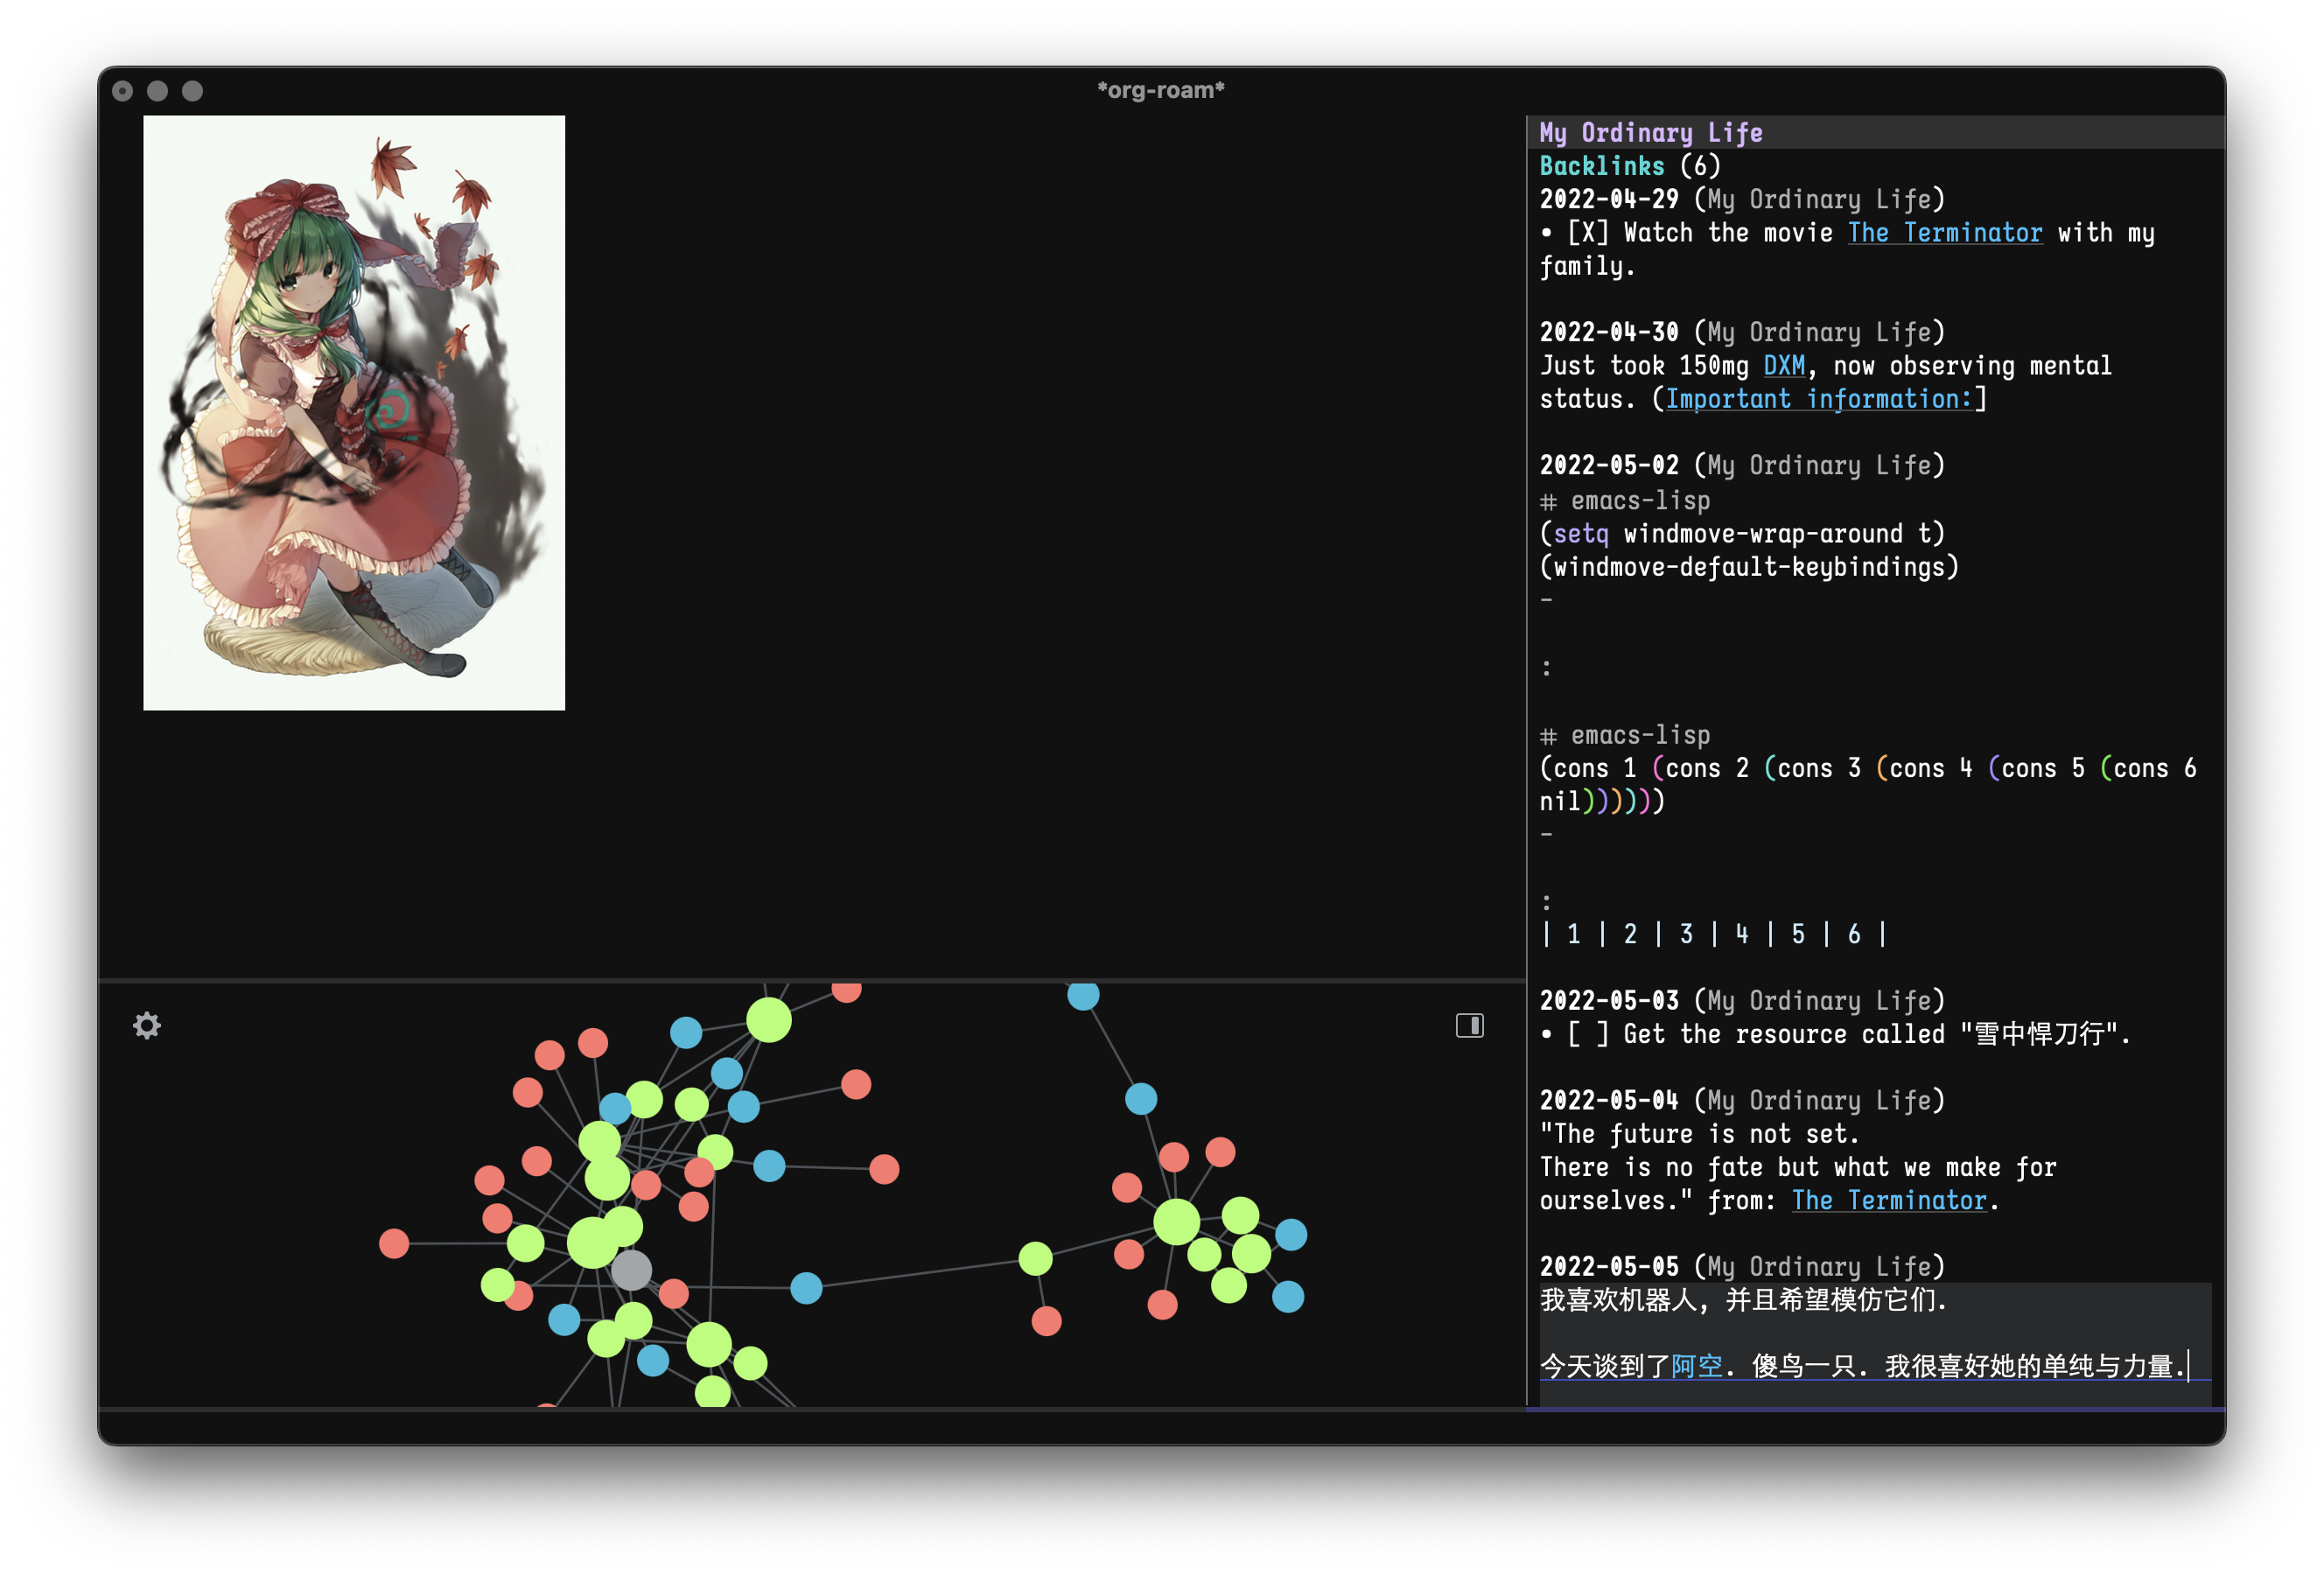 *org-roam*
My Ordinary Life
Backlinks (6)
2022-04-29 (My Ordinary Life)
• [X] Watch the movie The Terminator with my
family.
2022-04-30 (My Ordinary Life)
Just took 150mg DXM, now observing mental
status. (Important information:]
2022-05-02 (My Ordinary Life)
# emacs-lisp
(setq windmove-wrap-around t)
(windmove-default-keybindings)
–
:
# emacs-lisp
(cons 1 (cons 2 (cons 3 (cons 4 (cons 5 (cons 6
nil))))))
–
:
| 1 | 2 | 3 | 4 | 5 | 6 |
2022-05-03 (My Ordinary Life)
• [ ] Get the resource called "雪中悍刀行".
2022-05-04 (My Ordinary Life)
"The future is not set.
There is no fate but what we make for
ourselves." from: The Terminator.
2022-05-05 (My Ordinary Life)
我喜欢机器人, 并且希望模仿它们.
今天谈到了阿空. 傻鸟一只. 我很喜好她的单纯与力量.